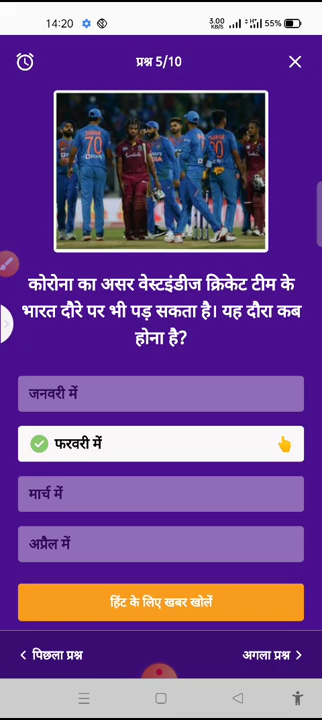 14:20
3.00 KB/S 55%
प्रश्न 5/10
कोरोना का असर वेस्टइंडीज क्रिकेट टीम के
भारत दौरे पर भी पड़ सकता है। यह दौरा कब
होना है?
जनवरी में
फरवरी में
मार्च में
अप्रैल में
हिंट के लिए खबर खोलें
< पिछला प्रश्न
अगला प्रश्न >